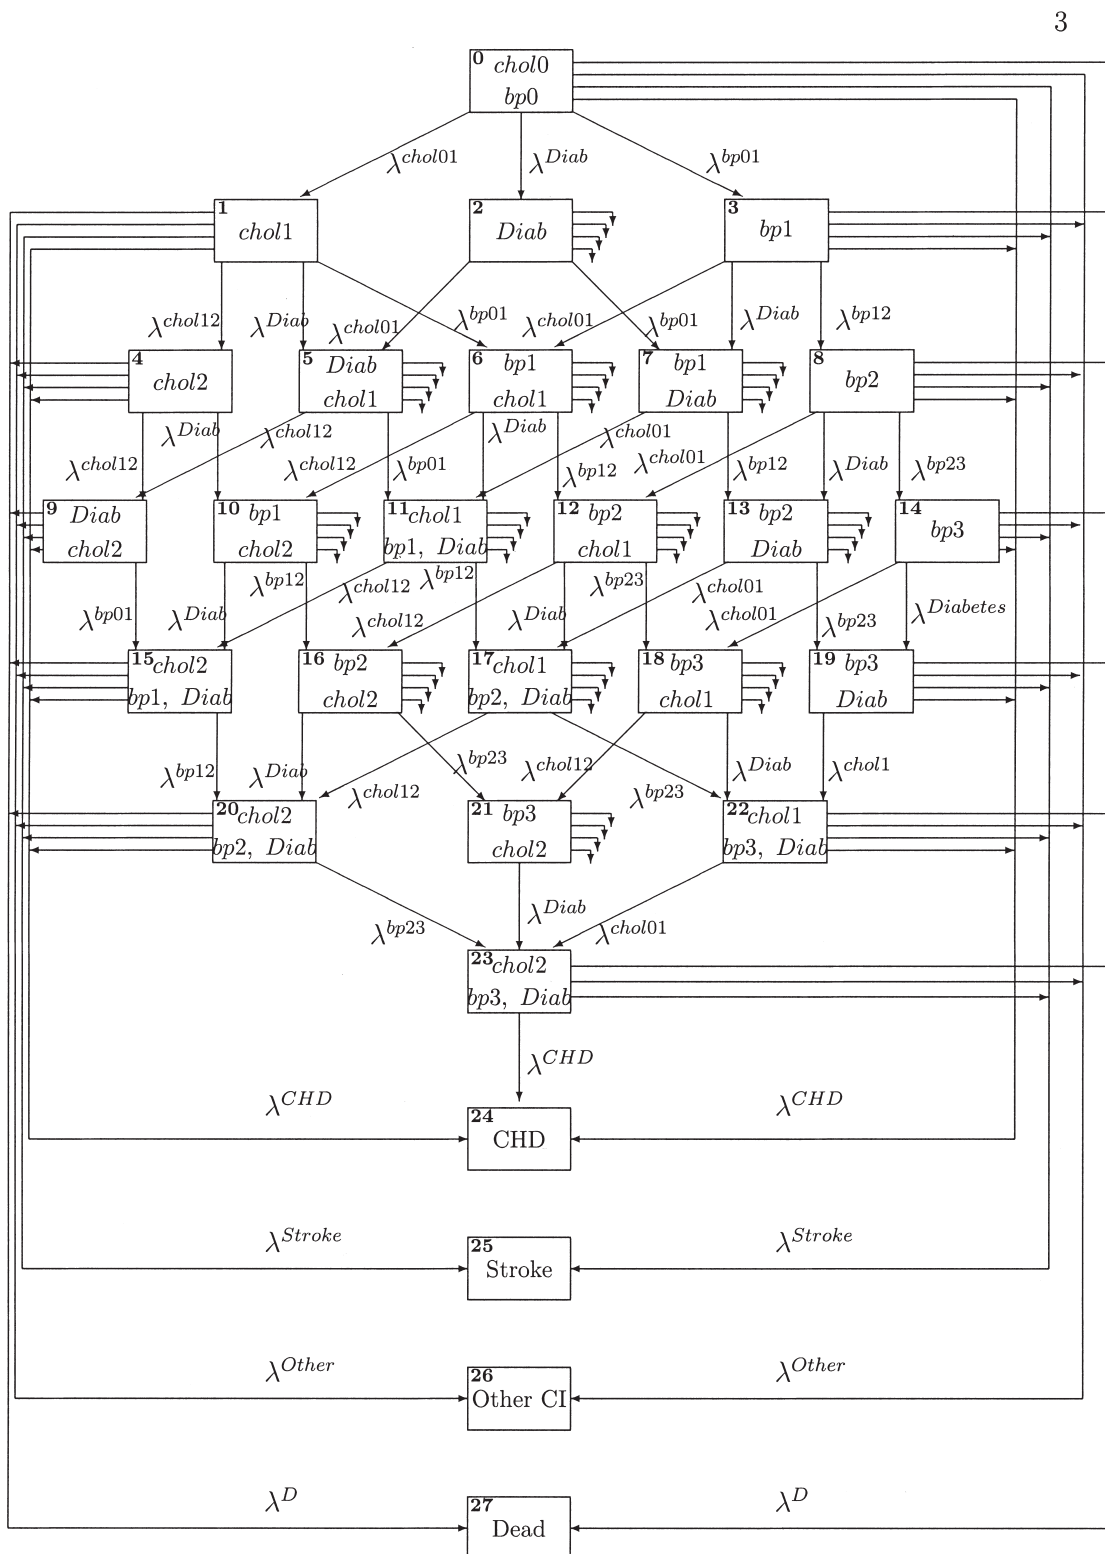 3
0
chol0
bp0
λ^chol01
λ^Diab
λ^bp01
1
chol1
2
Diab
3
bp1
λ^chol12
λ^Diab
λ^chol01
λ^bp01
λ^chol01
λ^bp01
λ^Diab
λ^bp12
4
chol2
5
Diab
chol1
6
bp1
chol1
7
bp1
Diab
8
bp2
λ^chol12
λ^Diab
λ^chol12
λ^chol12
λ^bp01
λ^Diab
λ^bp12
λ^chol01
λ^chol01
λ^bp12
λ^Diab
λ^bp23
9
Diab
chol2
10
bp1
chol2
11
chol1
bp1, Diab
12
bp2
chol1
13
bp2
Diab
14
bp3
λ^bp01
λ^Diab
λ^bp12
λ^chol12
λ^chol12
λ^bp12
λ^Diab
λ^bp23
λ^chol01
λ^chol01
λ^bp23
λ^Diabetes
15
chol2
bp1, Diab
16
bp2
chol2
17
chol1
bp2, Diab
18
bp3
chol1
19
bp3
Diab
λ^bp12
λ^Diab
λ^chol12
λ^bp23
λ^chol12
λ^bp23
λ^Diab
λ^chol1
20
chol2
bp2, Diab
21
bp3
chol2
22
chol1
bp3, Diab
λ^bp23
λ^Diab
λ^chol01
23
chol2
bp3, Diab
λ^CHD
λ^CHD
λ^CHD
24
CHD
λ^Stroke
λ^Stroke
25
Stroke
λ^Other
λ^Other
26
Other CI
λ^D
λ^D
27
Dead